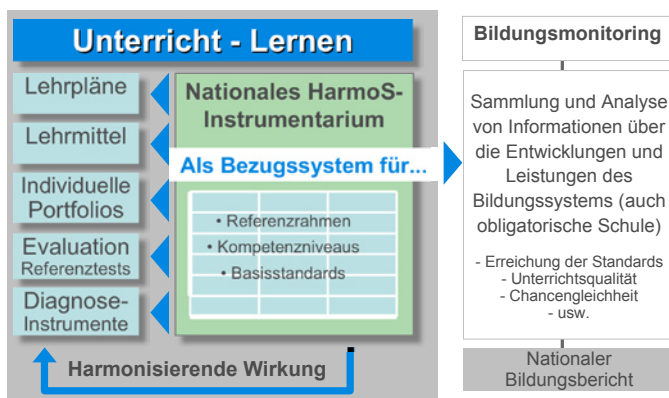 Unterricht - Lernen
Lehrpläne
Lehrmittel
Individuelle
Portfolios
Evaluation
Referenztests
Diagnose-
Instrumente
Nationales HarmoS-
Instrumentarium
Als Bezugssystem für...
• Referenzrahmen
• Kompetenzniveaus
• Basisstandards
Harmonisierende Wirkung
Bildungsmonitoring
Sammlung und Analyse
von Informationen über
die Entwicklungen und
Leistungen des
Bildungssystems (auch
obligatorische Schule)
- Erreichung der Standards
- Unterrichtsqualität
- Chancengleichheit
- usw.
Nationaler
Bildungsbericht